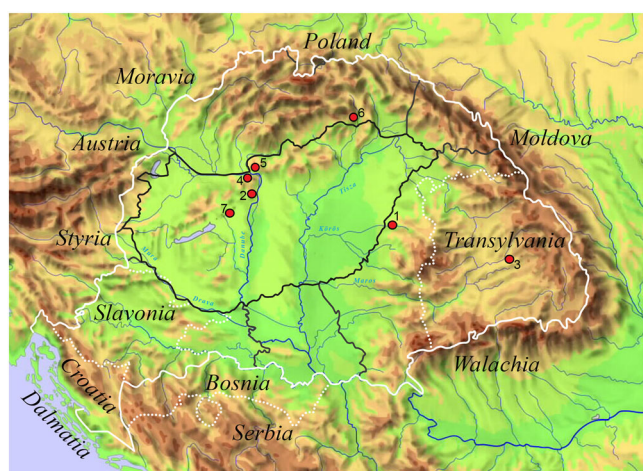 Poland
Moravia
6
Austria
Moldova
5
4
Tisza
2
7
1
Körös
Styria
Danube
Transylvania
Mura
3
Maros
Slavonia
Drava
Walachia
Croatia
Bosnia
Dalmatia
Serbia